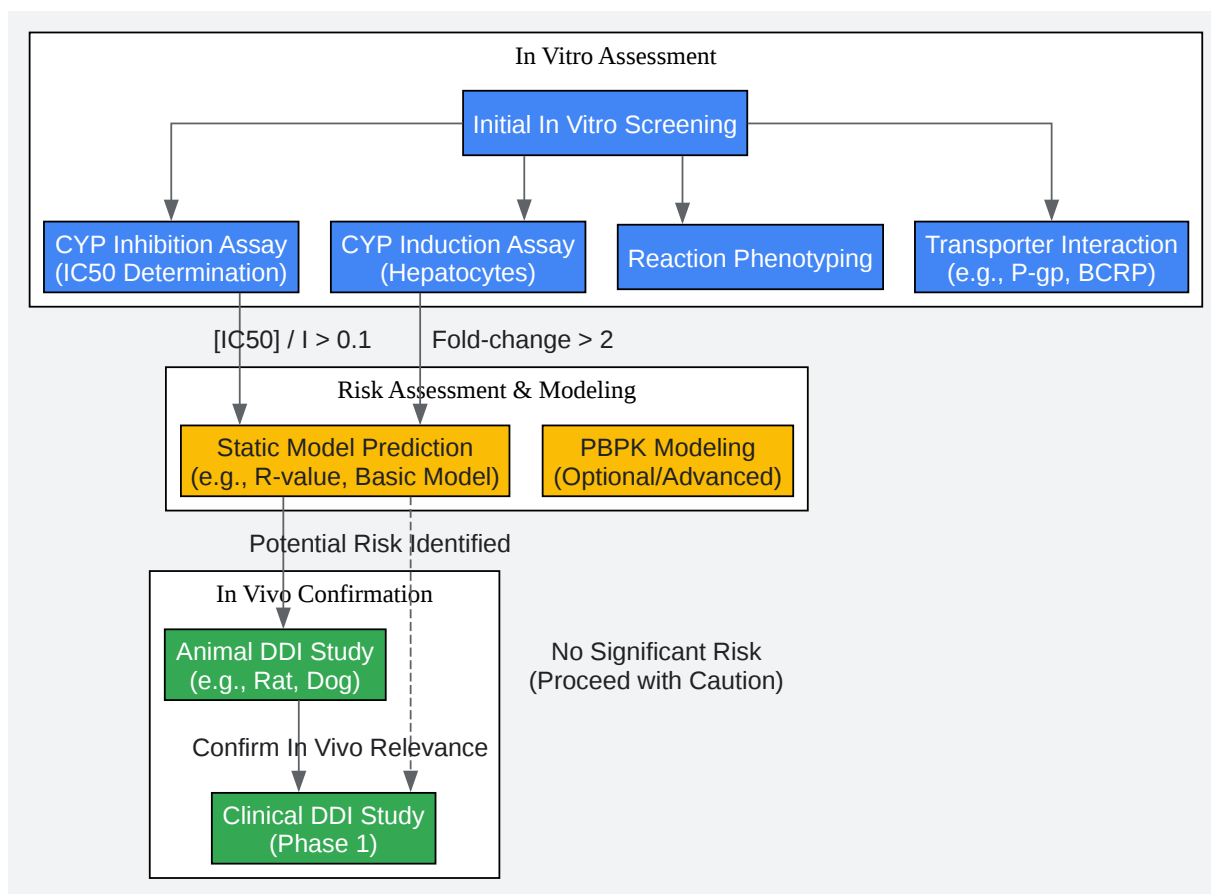 In Vitro Assessment
Initial In Vitro Screening
CYP Inhibition Assay
(IC50 Determination)
CYP Induction Assay
(Hepatocytes)
Reaction Phenotyping
Transporter Interaction
(e.g., P-gp, BCRP)
[IC50] / I > 0.1
Fold-change > 2
Risk Assessment & Modeling
Static Model Prediction
(e.g., R-value, Basic Model)
PBPK Modeling
(Optional/Advanced)
Potential Risk Identified
In Vivo Confirmation
Animal DDI Study
(e.g., Rat, Dog)
No Significant Risk
(Proceed with Caution)
Confirm In Vivo Relevance
Clinical DDI Study
(Phase 1)